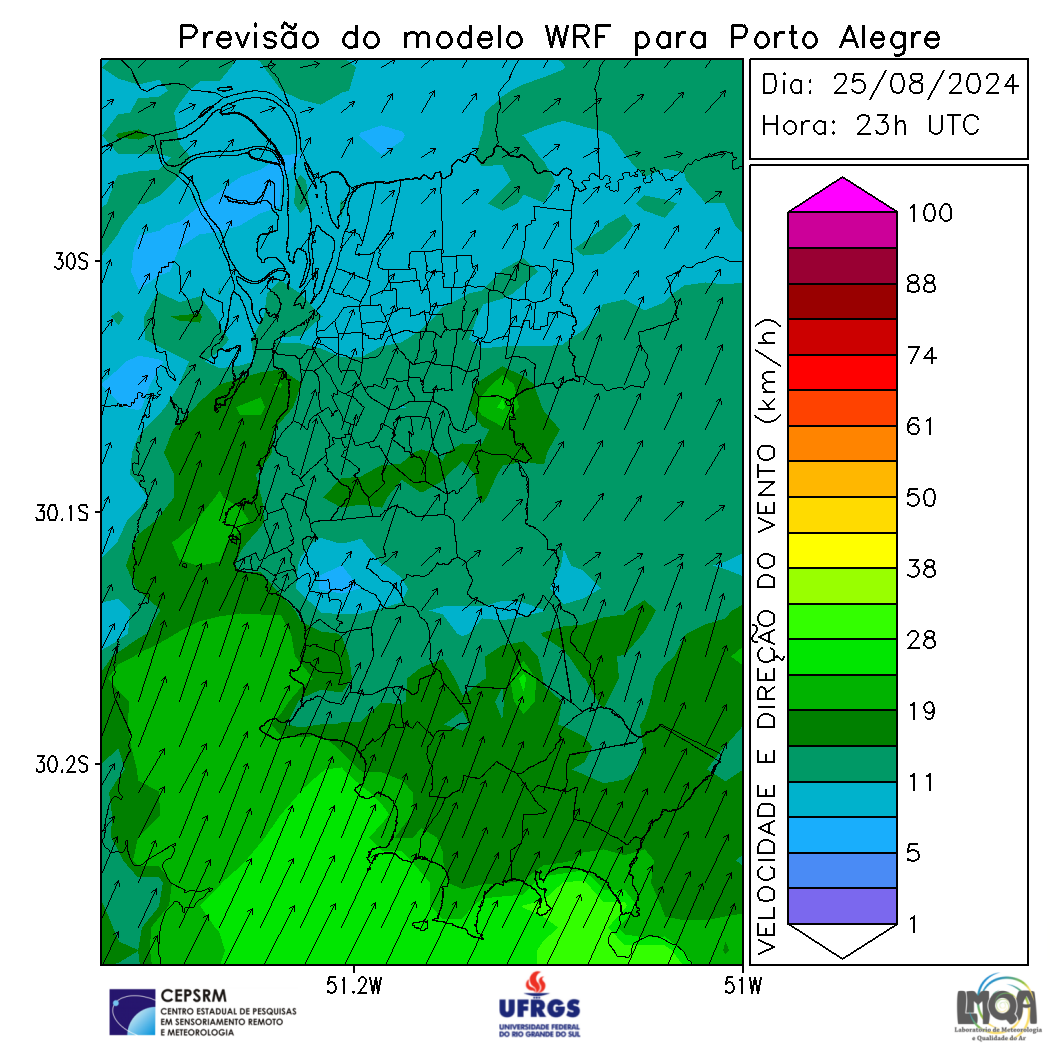 Previsão do modelo WRF para Porto Alegre
Dia: 25/08/2024
Hora: 23h UTC
30S
30.1S
30.2S
51.2W
51W
VELOCIDADE E DIREÇÃO DO VENTO (km/h)
100
88
74
61
50
38
28
19
11
5
1
CEPSRM
CENTRO ESTADUAL DE PESQUISAS
EM SENSORIAMENTO REMOTO
E METEOROLOGIA
UFRGS
UNIVERSIDADE FEDERAL
DO RIO GRANDE DO SUL
LMQA
Laboratório de Meteorologia
e Qualidade do Ar